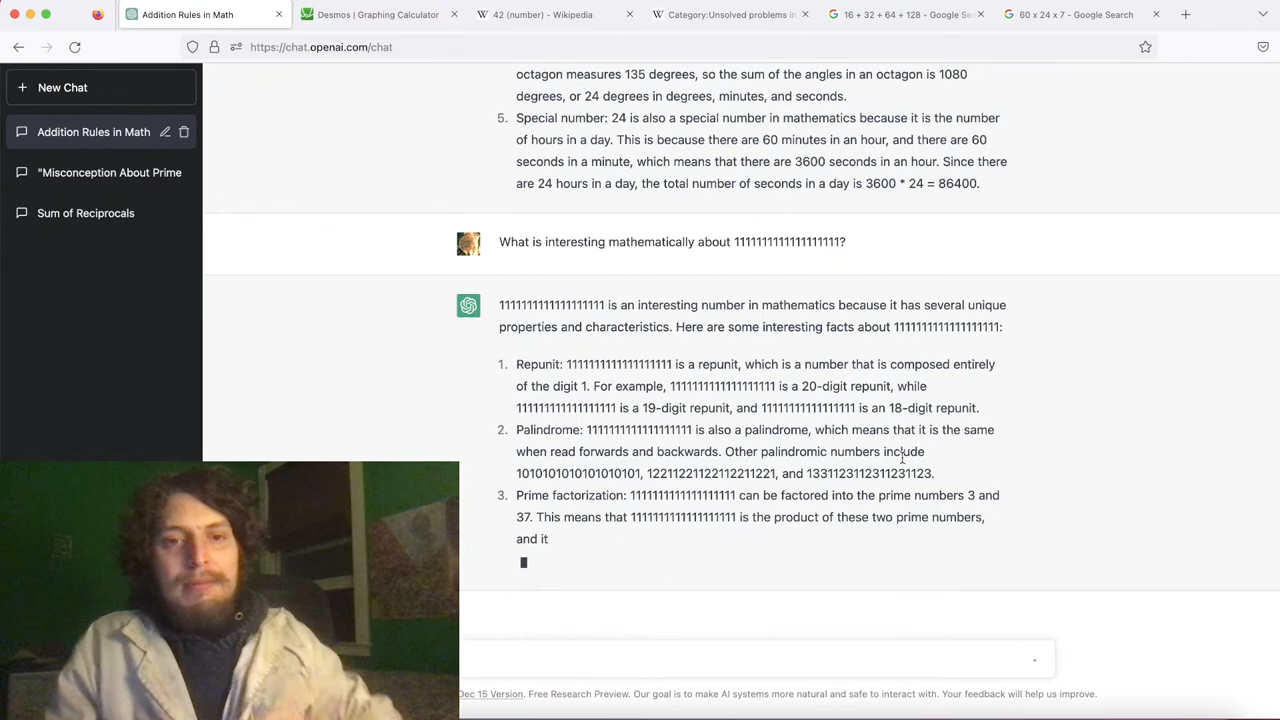 Addition Rules in Math
Desmos | Graphing Calculator
42 (number) - Wikipedia
Category:Unsolved problems in
16 + 32 + 64 + 128 - Google Sea
60 x 24 x 7 - Google Search
https://chat.openai.com/chat
New Chat
Addition Rules in Math
"Misconception About Prime
Sum of Reciprocals
octagon measures 135 degrees, so the sum of the angles in an octagon is 1080
degrees, or 24 degrees in degrees, minutes, and seconds.
5. Special number: 24 is also a special number in mathematics because it is the number
of hours in a day. This is because there are 60 minutes in an hour, and there are 60
seconds in a minute, which means that there are 3600 seconds in an hour. Since there
are 24 hours in a day, the total number of seconds in a day is 3600 * 24 = 86400.
What is interesting mathematically about 1111111111111111111?
1111111111111111111 is an interesting number in mathematics because it has several unique
properties and characteristics. Here are some interesting facts about 1111111111111111111:
1. Repunit: 1111111111111111111 is a repunit, which is a number that is composed entirely
of the digit 1. For example, 1111111111111111111 is a 20-digit repunit, while
111111111111111111 is a 19-digit repunit, and 11111111111111111 is an 18-digit repunit.
2. Palindrome: 1111111111111111111 is also a palindrome, which means that it is the same
when read forwards and backwards. Other palindromic numbers include
1010101010101010101, 12211221122112211221, and 1331123112311231123.
3. Prime factorization: 1111111111111111111 can be factored into the prime numbers 3 and
37. This means that 1111111111111111111 is the product of these two prime numbers,
and it
Dec 15 Version. Free Research Preview. Our goal is to make AI systems more natural and safe to interact with. Your feedback will help us improve.